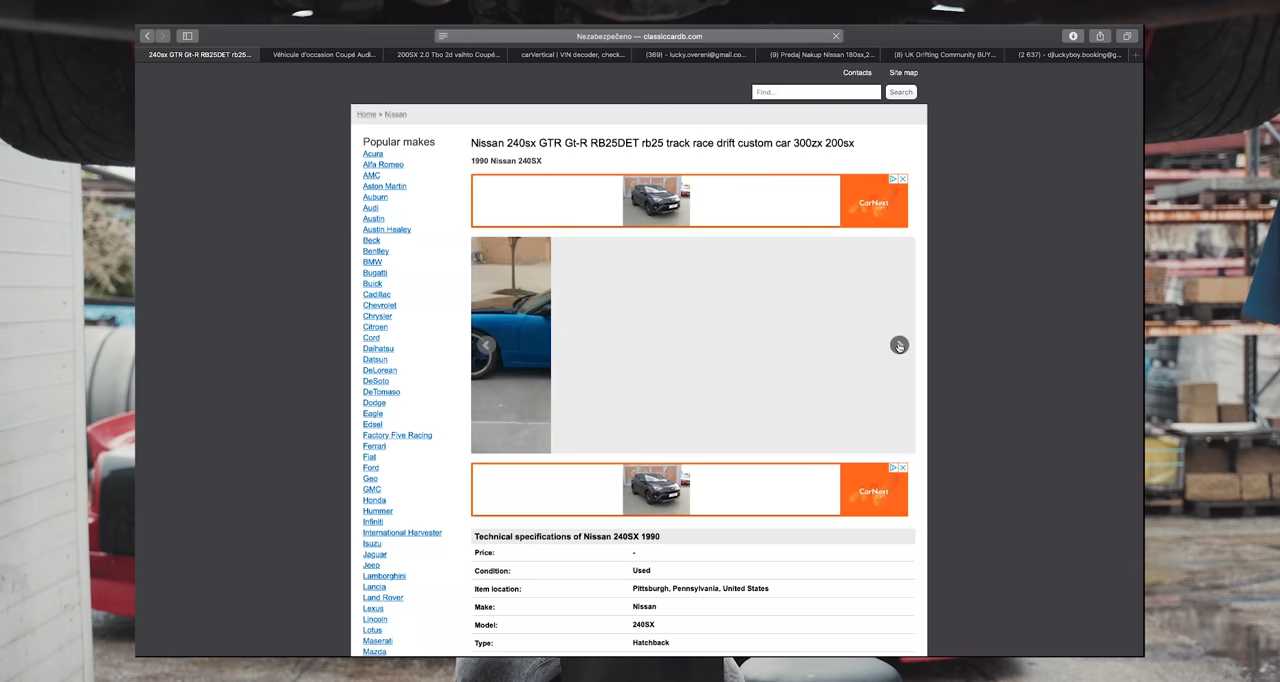 Nezabezpečeno — classiccardb.com
240sx GTR Gt-R RB25DET rb25...
Véhicule d'occasion Coupé Audi...
200SX 2.0 Tbo 2d vaihto Coupé...
carVertical | VIN decoder, check...
(369) - lucky.overeni@gmail.co...
(9) Predaj Nakup Nissan 180sx,2...
(8) UK Drifting Community BUY...
(2 637) - djluckyboy.booking@g...
Contacts
Site map
Find...
Search
Home » Nissan
Popular makes
Acura
Alfa Romeo
AMC
Aston Martin
Auburn
Audi
Austin
Austin Healey
Beck
Bentley
BMW
Bugatti
Buick
Cadillac
Chevrolet
Chrysler
Citroen
Cord
Daihatsu
Datsun
DeLorean
DeSoto
DeTomaso
Dodge
Eagle
Edsel
Factory Five Racing
Ferrari
Fiat
Ford
Geo
GMC
Honda
Hummer
Infiniti
International Harvester
Isuzu
Jaguar
Jeep
Lamborghini
Lancia
Land Rover
Lexus
Lincoln
Lotus
Maserati
Mazda
Nissan 240sx GTR Gt-R RB25DET rb25 track race drift custom car 300zx 200sx
1990 Nissan 240SX
CarNext
CarNext
Technical specifications of Nissan 240SX 1990
Price: -
Condition: Used
Item location: Pittsburgh, Pennsylvania, United States
Make: Nissan
Model: 240SX
Type: Hatchback